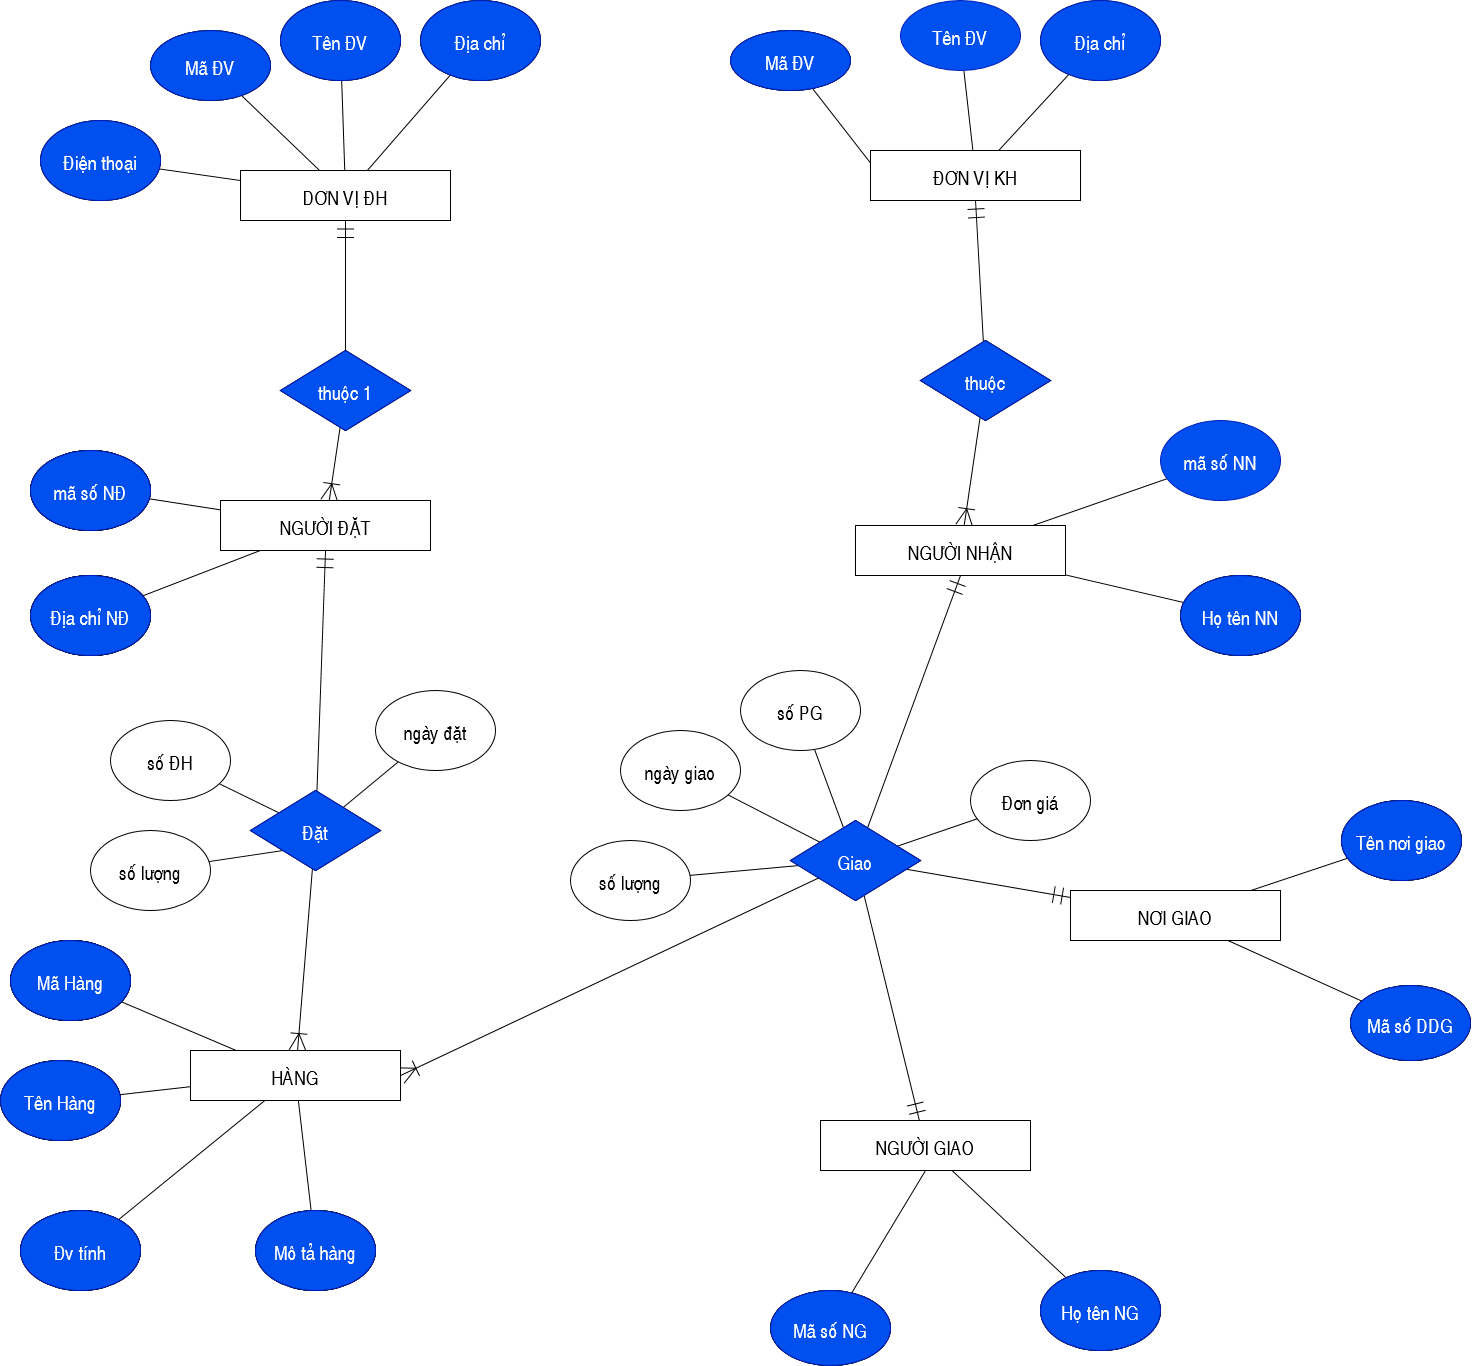 Tên ĐV
Địa chỉ
Mã ĐV
Điện thoại
DƠN VỊ ĐH
Tên ĐV
Địa chỉ
Mã ĐV
ĐƠN VỊ KH
thuộc 1
thuộc
mã số NĐ
NGƯỜI ĐẶT
Địa chỉ NĐ
mã số NN
NGƯỜI NHẬN
Họ tên NN
số ĐH
ngày đặt
Đặt
số lượng
số PG
ngày giao
Đơn giá
Giao
số lượng
Tên nơi giao
NƠI GIAO
Mã số DDG
Mã Hàng
HÀNG
Tên Hàng
Đv tính
Mô tả hàng
NGƯỜI GIAO
Mã số NG
Họ tên NG